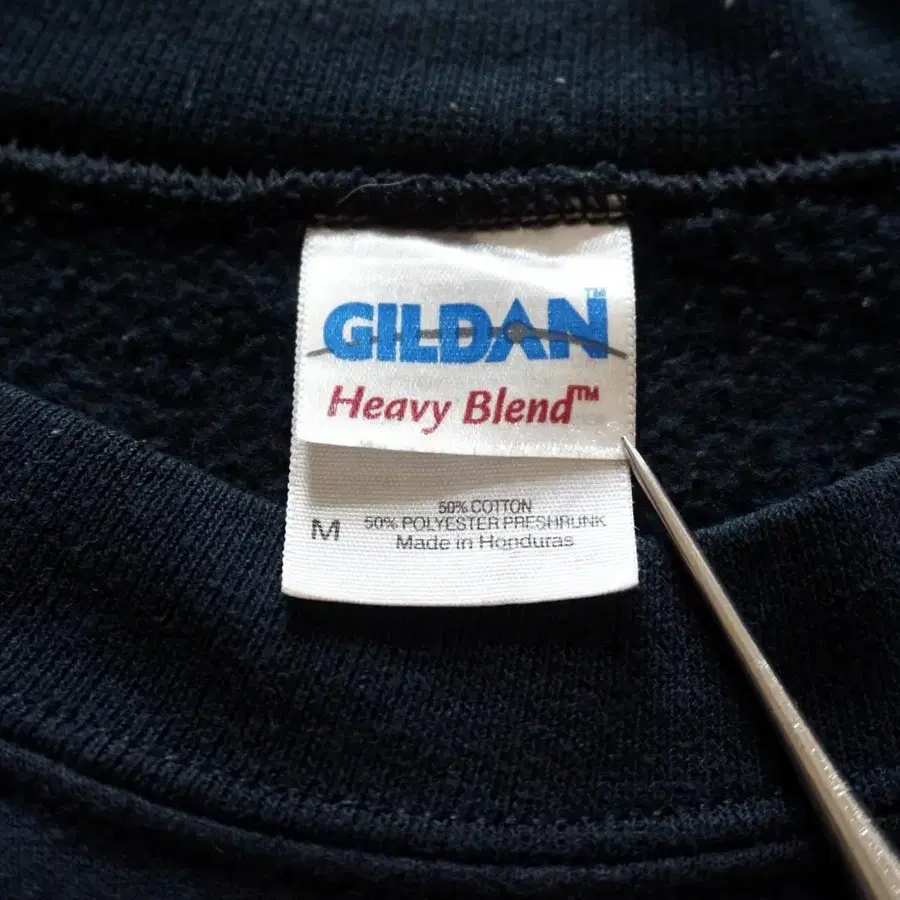 GILDAN™
Heavy Blend™
50% COTTON
M 50% POLYESTER PRESHRUNK
Made in Honduras